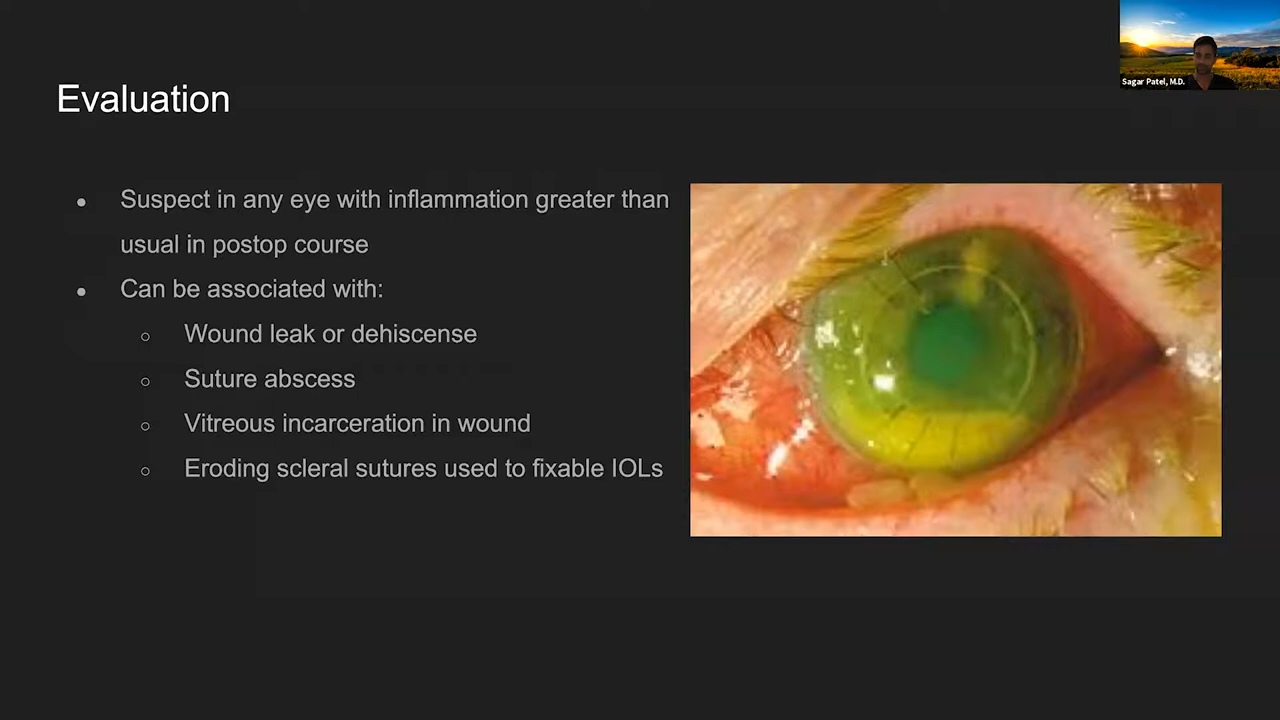 Sagar Patel, M.D.
Evaluation
● Suspect in any eye with inflammation greater than
usual in postop course
● Can be associated with:
○ Wound leak or dehiscense
○ Suture abscess
○ Vitreous incarceration in wound
○ Eroding scleral sutures used to fixable IOLs